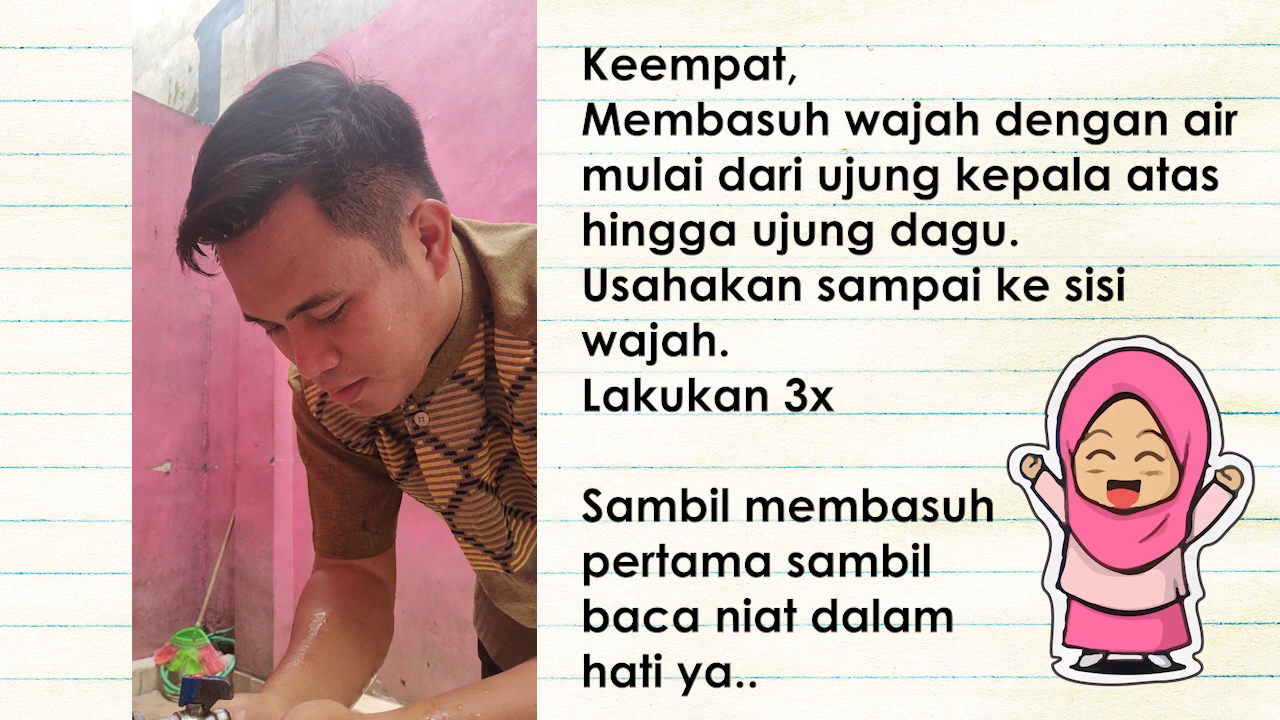 Keempat,
Membasuh wajah dengan air
mulai dari ujung kepala atas
hingga ujung dagu.
Usahakan sampai ke sisi
wajah.
Lakukan 3x
Sambil membasuh
pertama sambil
baca niat dalam
hati ya..